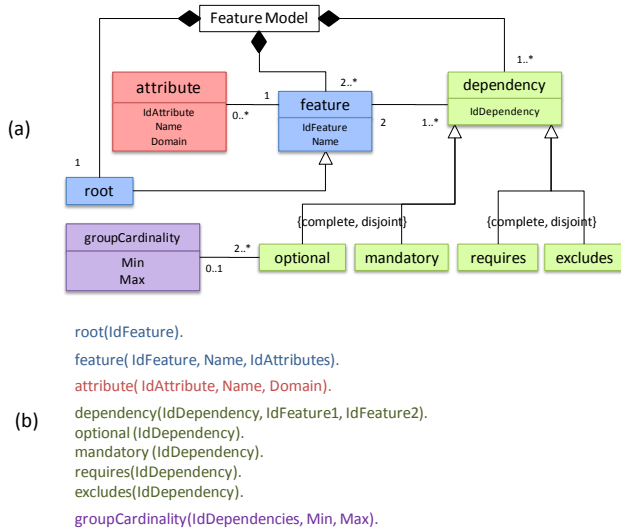 Feature Model
1..*
2..*
attribute
IdAttribute
Name
Domain
1
0..*
feature
IdFeature
Name
2
1..*
dependency
IdDependency
(a)
1
root
{complete, disjoint}
{complete, disjoint}
groupCardinality
Min
Max
2..*
0..1
optional
mandatory
requires
excludes
root(IdFeature).
feature( IdFeature, Name, IdAttributes).
attribute( IdAttribute, Name, Domain).
(b)
dependency(IdDependency, IdFeature1, IdFeature2).
optional (IdDependency).
mandatory (IdDependency).
requires(IdDependency).
excludes(IdDependency).
groupCardinality(IdDependencies, Min, Max).